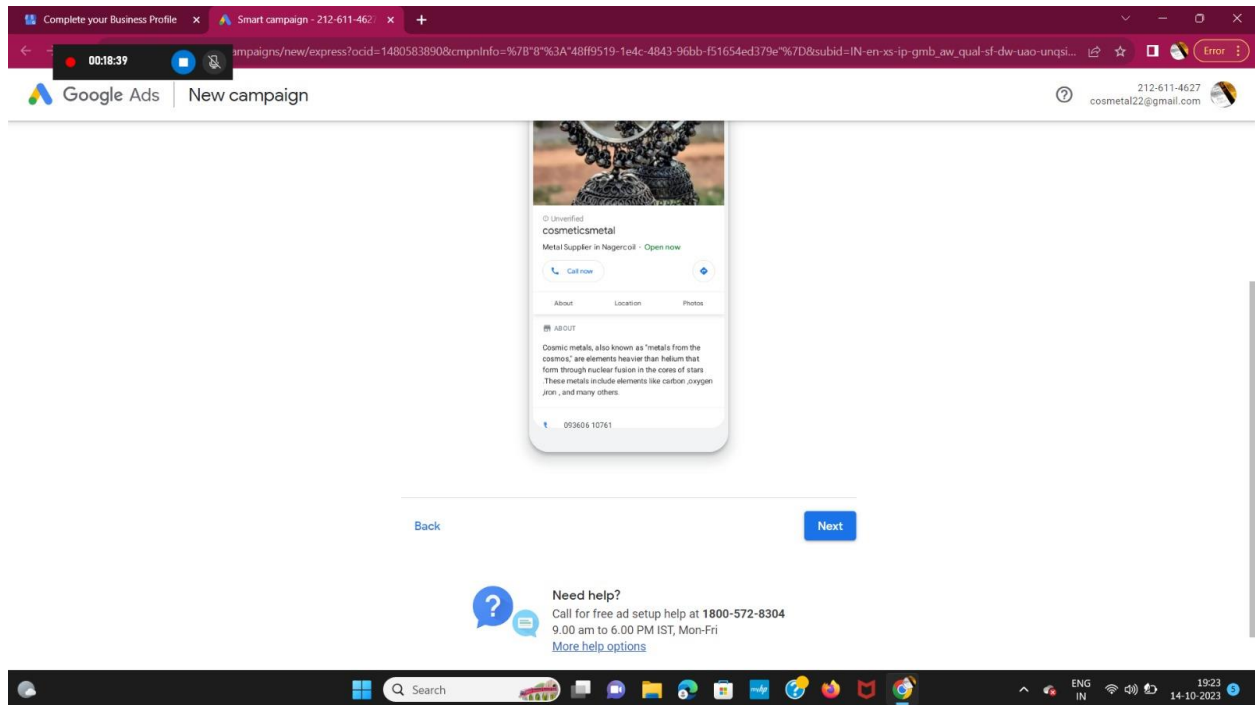 Complete your Business Profile
Smart campaign - 212-611-462
ampaigns/new/express?ocid=1480583890&cmpnInfo=%7B"8"%3A"48ff9519-1e4c-4843-96bb-f51654ed379e"%7D&subid=IN-en-xs-ip-gmb_aw_qual-sf-dw-uao-unqsi...
Error
00:18:39
Google Ads New campaign
212-611-4627
cosmetal22@gmail.com
Unverified
cosmeticsmetal
Metal Supplier in Nagercoil - Open now
Call now
About Location Photos
ABOUT
Cosmic metals, also known as "metals from the
cosmos," are elements heavier than helium that
form through nuclear fusion in the cores of stars
.These metals include elements like carbon ,oxygen
,iron , and many others.
093606 10761
Back Next
Need help?
Call for free ad setup help at 1800-572-8304
9.00 am to 6.00 PM IST, Mon-Fri
More help options
Search
ENG
IN
19:23
14-10-2023
5